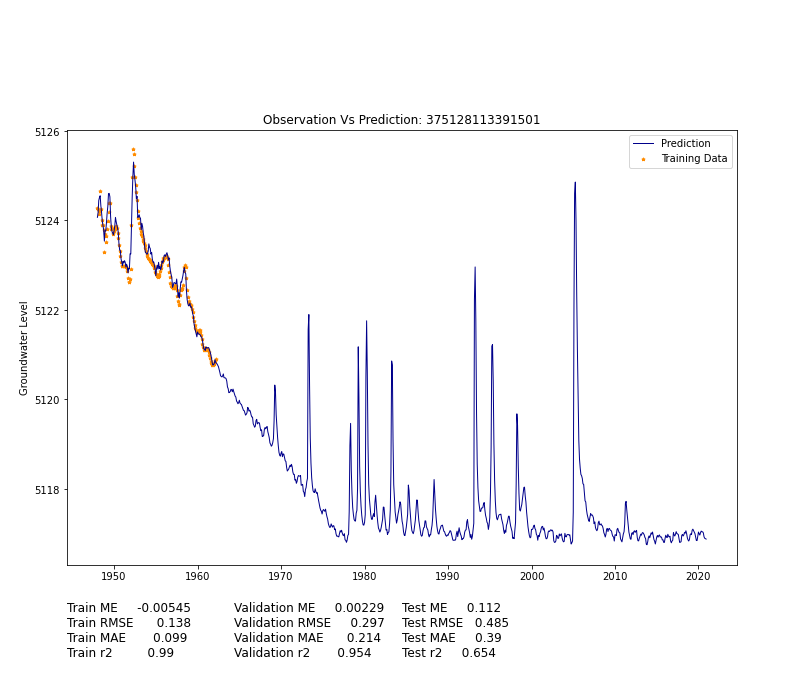 Observation Vs Prediction: 375128113391501
5126
5124
5122
5120
5118
Groundwater Level
Prediction
Training Data
1950 1960 1970 1980 1990 2000 2010 2020
Train ME -0.00545 Validation ME 0.00229 Test ME 0.112
Train RMSE 0.138 Validation RMSE 0.297 Test RMSE 0.485
Train MAE 0.099 Validation MAE 0.214 Test MAE 0.39
Train r2 0.99 Validation r2 0.954 Test r2 0.654